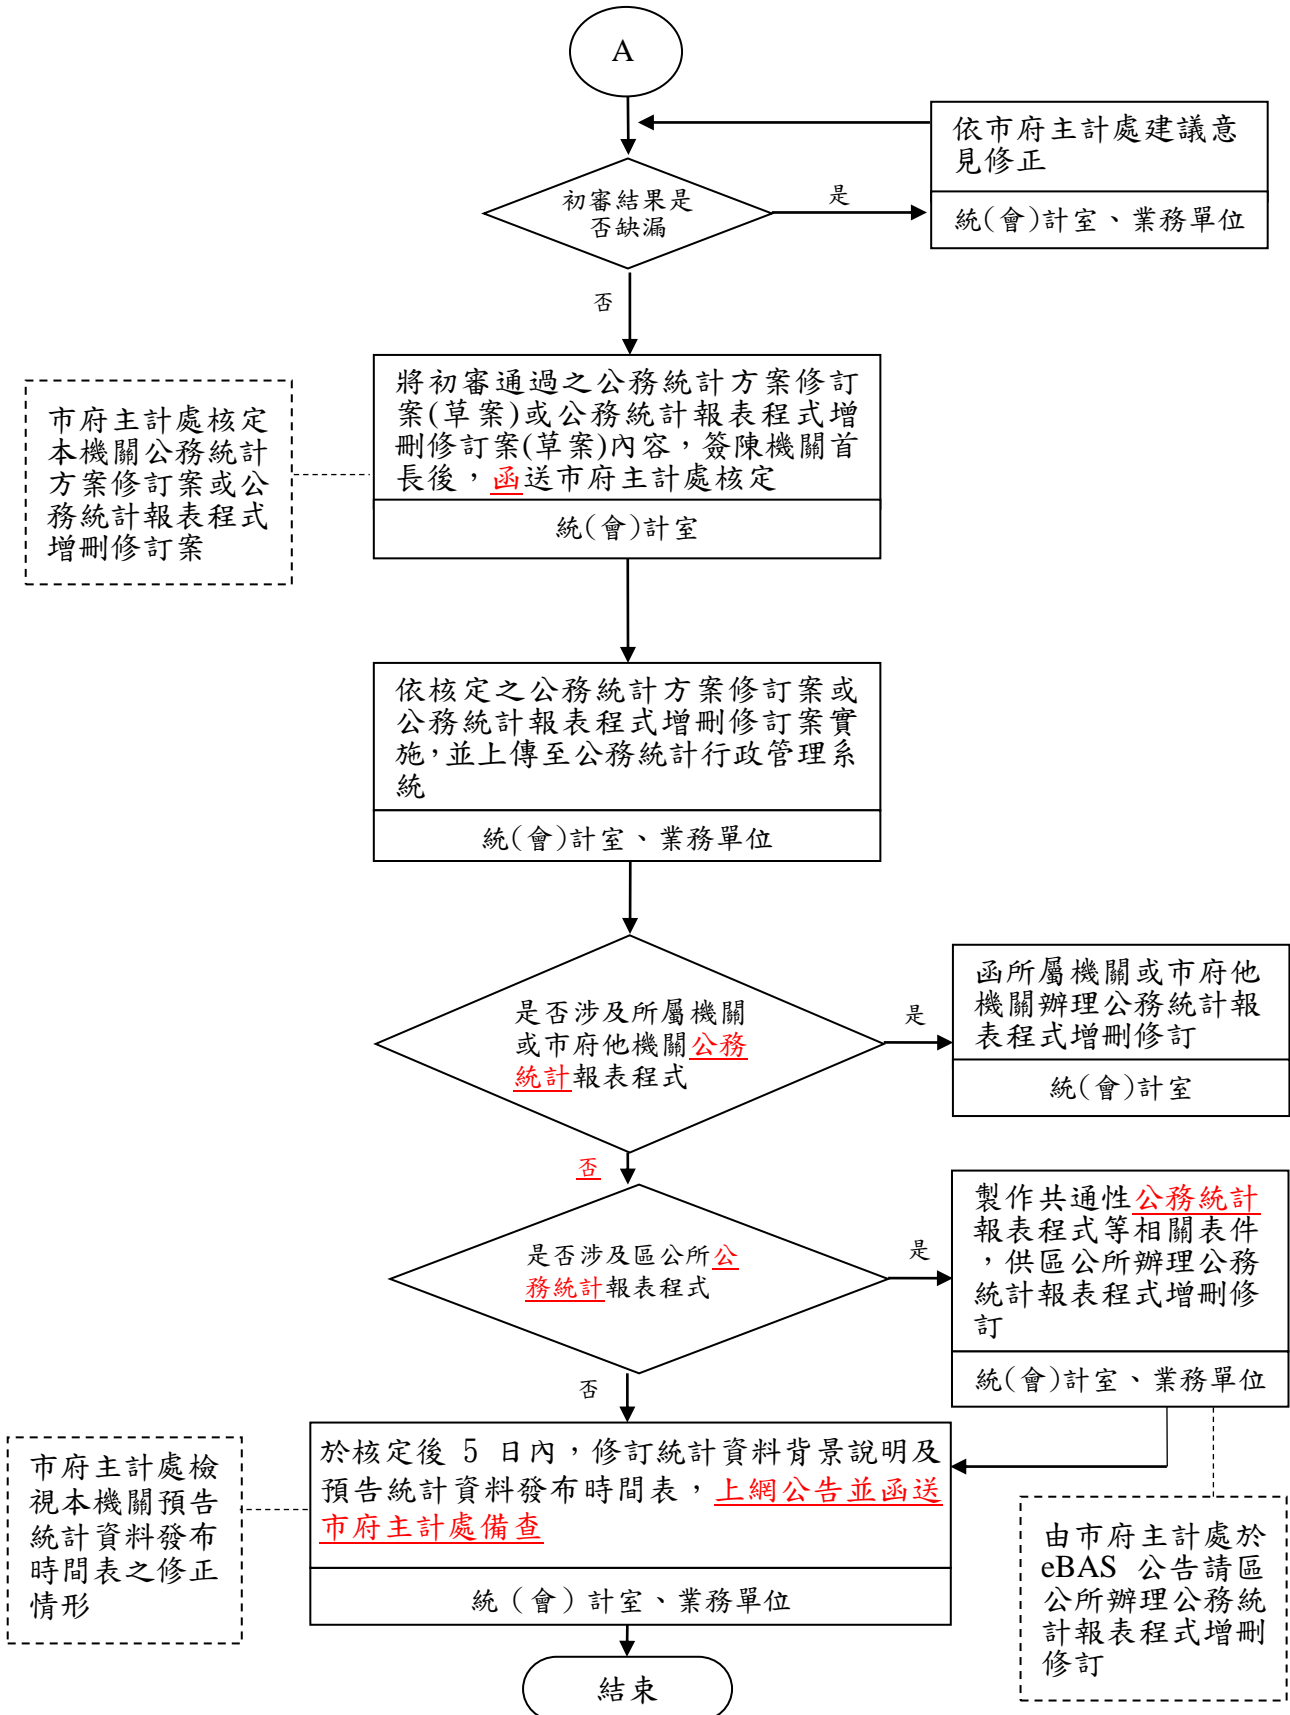 A
依市府主計處建議意
見修正
統(會)計室、業務單位
初審結果是
否缺漏
是
否
將初審通過之公務統計方案修訂
案(草案)或公務統計報表程式增
刪修訂案(草案)內容，簽陳機關首
長後，函送市府主計處核定
統(會)計室
市府主計處核定
本機關公務統計
方案修訂案或公
務統計報表程式
增刪修訂案
依核定之公務統計方案修訂案或
公務統計報表程式增刪修訂案實
施，並上傳至公務統計行政管理系
統
統(會)計室、業務單位
是否涉及所屬機關
或市府他機關公務
統計報表程式
是
函所屬機關或市府他
機關辦理公務統計報
表程式增刪修訂
統(會)計室
否
是否涉及區公所公
務統計報表程式
是
製作共通性公務統計
報表程式等相關表件
，供區公所辦理公務
統計報表程式增刪修
訂
統(會)計室、業務單位
否
於核定後 5 日內，修訂統計資料背景說明及
預告統計資料發布時間表，上網公告並函送
市府主計處備查
統（會）計室、業務單位
市府主計處檢
視本機關預告
統計資料發布
時間表之修正
情形
由市府主計處於
eBAS 公告請區
公所辦理公務統
計報表程式增刪
修訂
結束